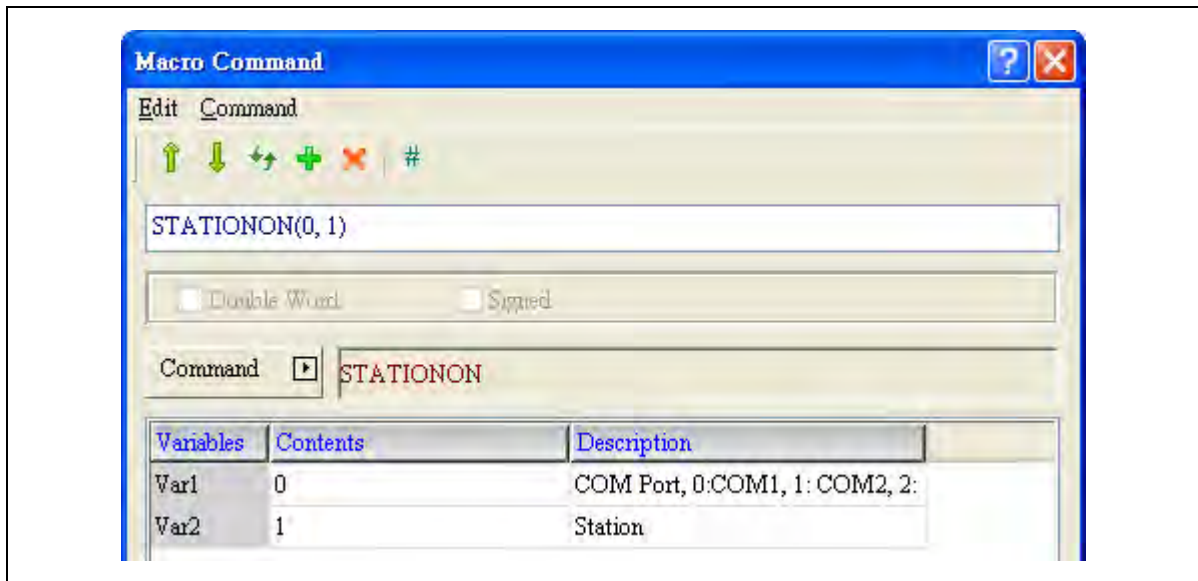 Macro Command
Edit Command
#
STATIONON(0, 1)
Double Word Signed
Command STATIONON
Variables Contents Description
Var1 0 COM Port, 0:COM1, 1: COM2, 2:
Var2 1 Station